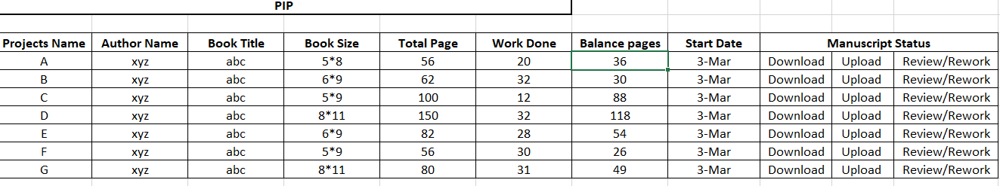 PIP
Projects Name Author Name Book Title Book Size Total Page Work Done Balance pages Start Date Manuscript Status
A xyz abc 5*8 56 20 36 3-Mar Download Upload Review/Rework
B xyz abc 6*9 62 32 30 3-Mar Download Upload Review/Rework
C xyz abc 5*9 100 12 88 3-Mar Download Upload Review/Rework
D xyz abc 8*11 150 32 118 3-Mar Download Upload Review/Rework
E xyz abc 6*9 82 28 54 3-Mar Download Upload Review/Rework
F xyz abc 5*9 56 30 26 3-Mar Download Upload Review/Rework
G xyz abc 8*11 80 31 49 3-Mar Download Upload Review/Rework